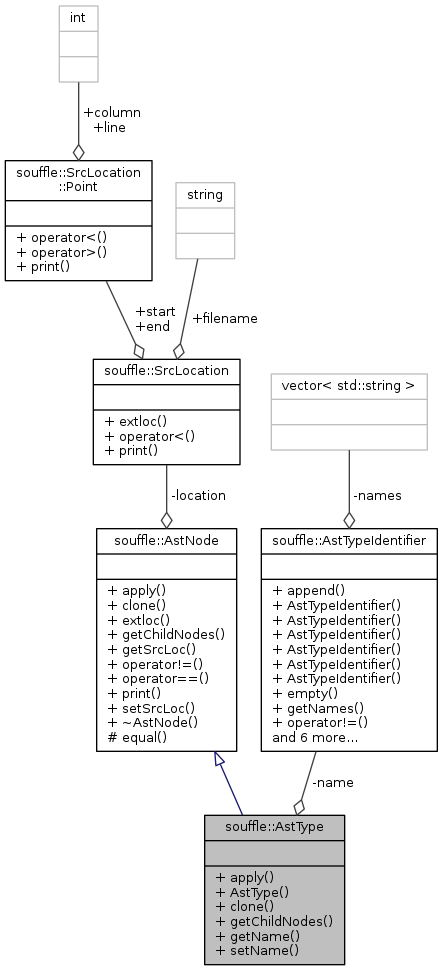 int
+column
+line
souffle::SrcLocation
::Point
+ operator<()
+ operator>()
+ print()
string
+start
+end
+filename
souffle::SrcLocation
+ extloc()
+ operator<()
+ print()
vector< std::string >
-location
-names
souffle::AstNode
+ apply()
+ clone()
+ extloc()
+ getChildNodes()
+ getSrcLoc()
+ operator!=()
+ operator==()
+ print()
+ setSrcLoc()
+ ~AstNode()
# equal()
souffle::AstTypeIdentifier
+ append()
+ AstTypeIdentifier()
+ AstTypeIdentifier()
+ AstTypeIdentifier()
+ AstTypeIdentifier()
+ AstTypeIdentifier()
+ AstTypeIdentifier()
+ empty()
+ getNames()
+ operator!=()
and 6 more...
-name
souffle::AstType
+ apply()
+ AstType()
+ clone()
+ getChildNodes()
+ getName()
+ setName()